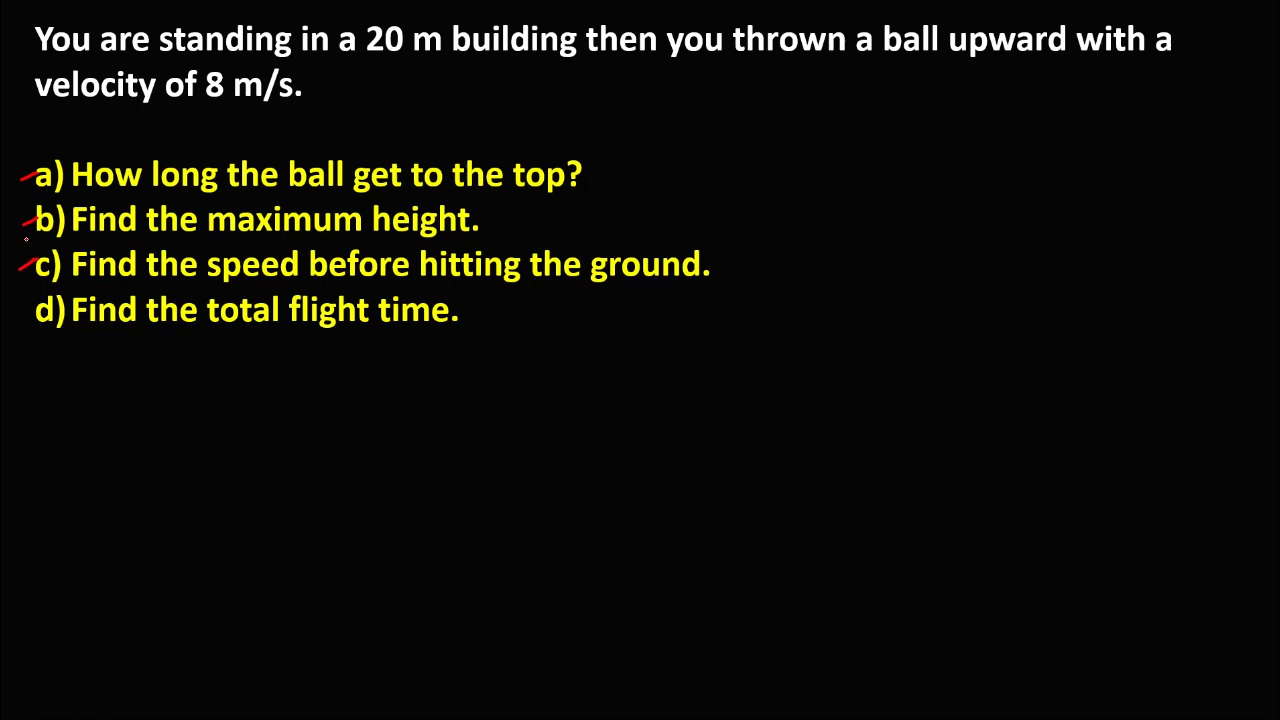 You are standing in a 20 m building then you thrown a ball upward with a
velocity of 8 m/s.
a) How long the ball get to the top?
b) Find the maximum height.
c) Find the speed before hitting the ground.
d) Find the total flight time.